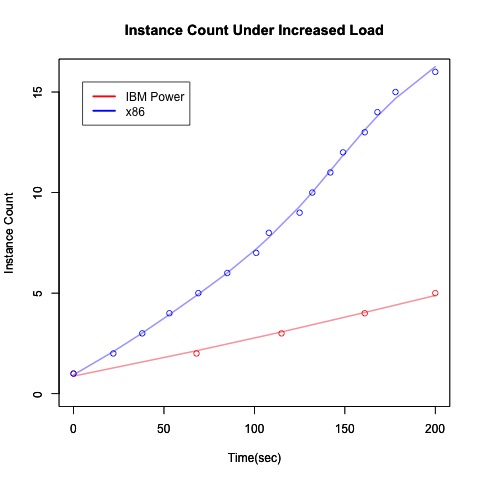 Instance Count Under Increased Load
IBM Power
x86
Instance Count
15
10
5
0
0 50 100 150 200
Time(sec)